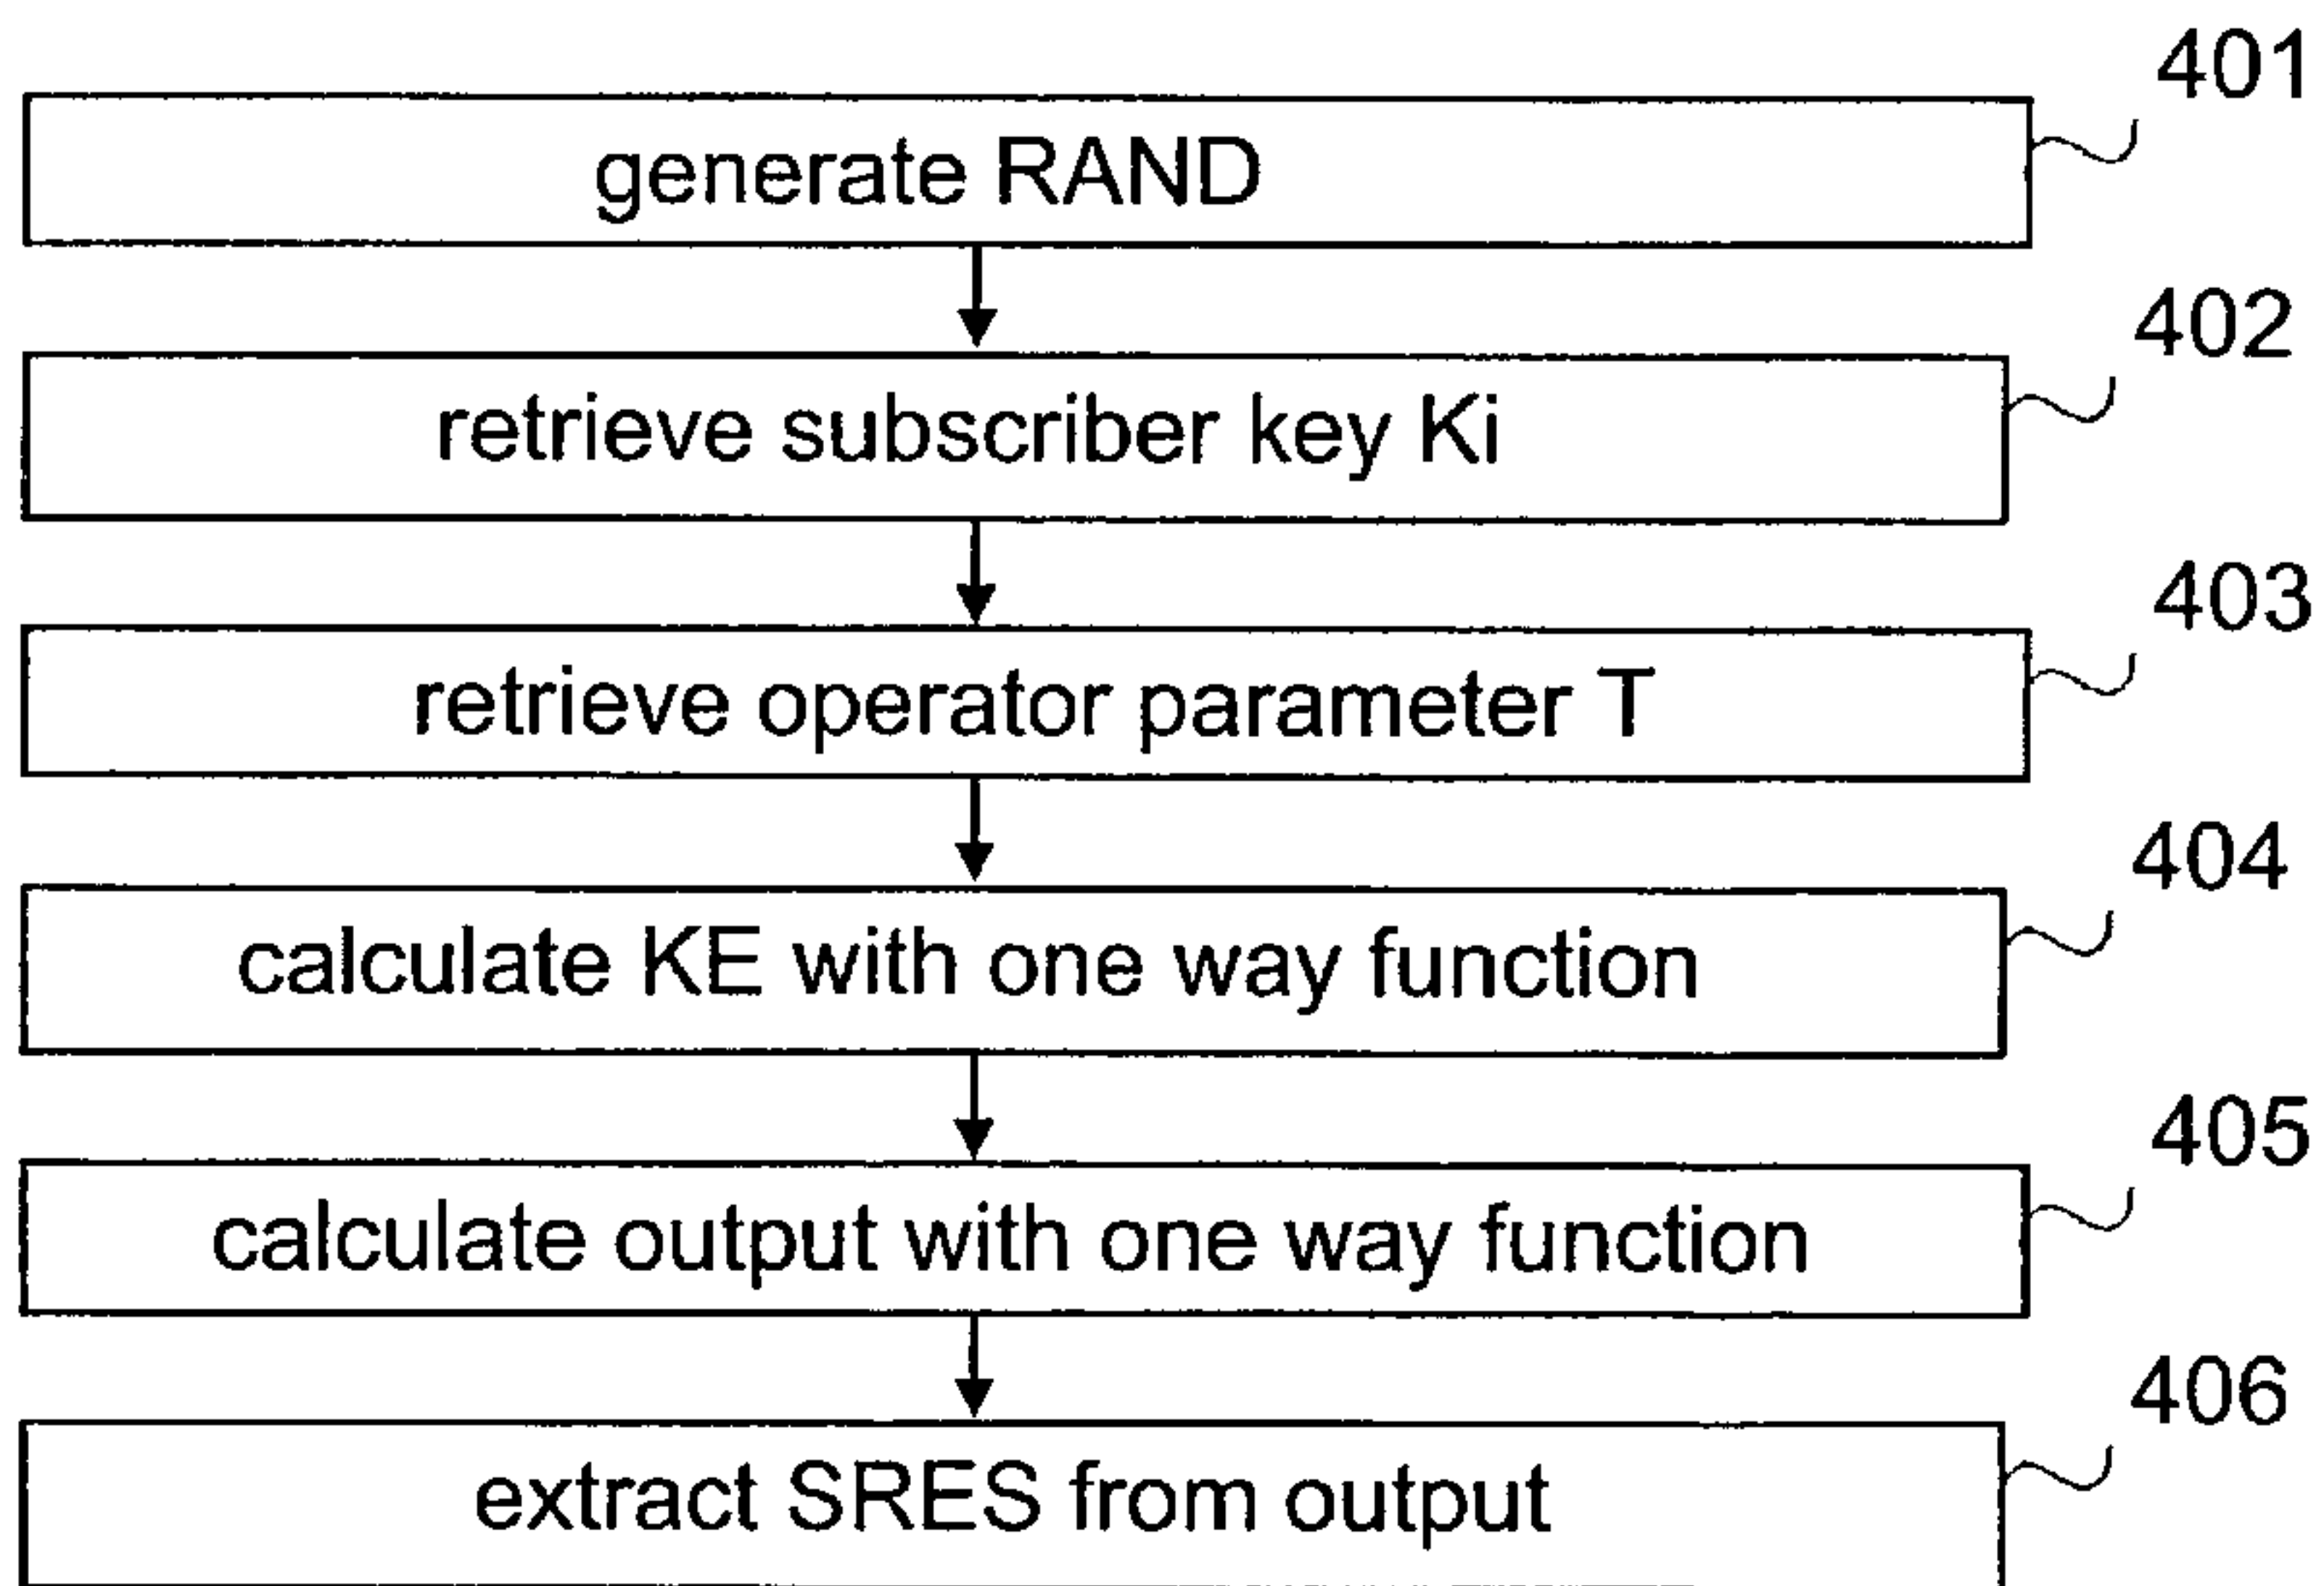 401
generate RAND
402
retrieve subscriber key Ki
403
retrieve operator parameter T
404
calculate KE with one way function
405
calculate output with one way function
406
extract SRES from output